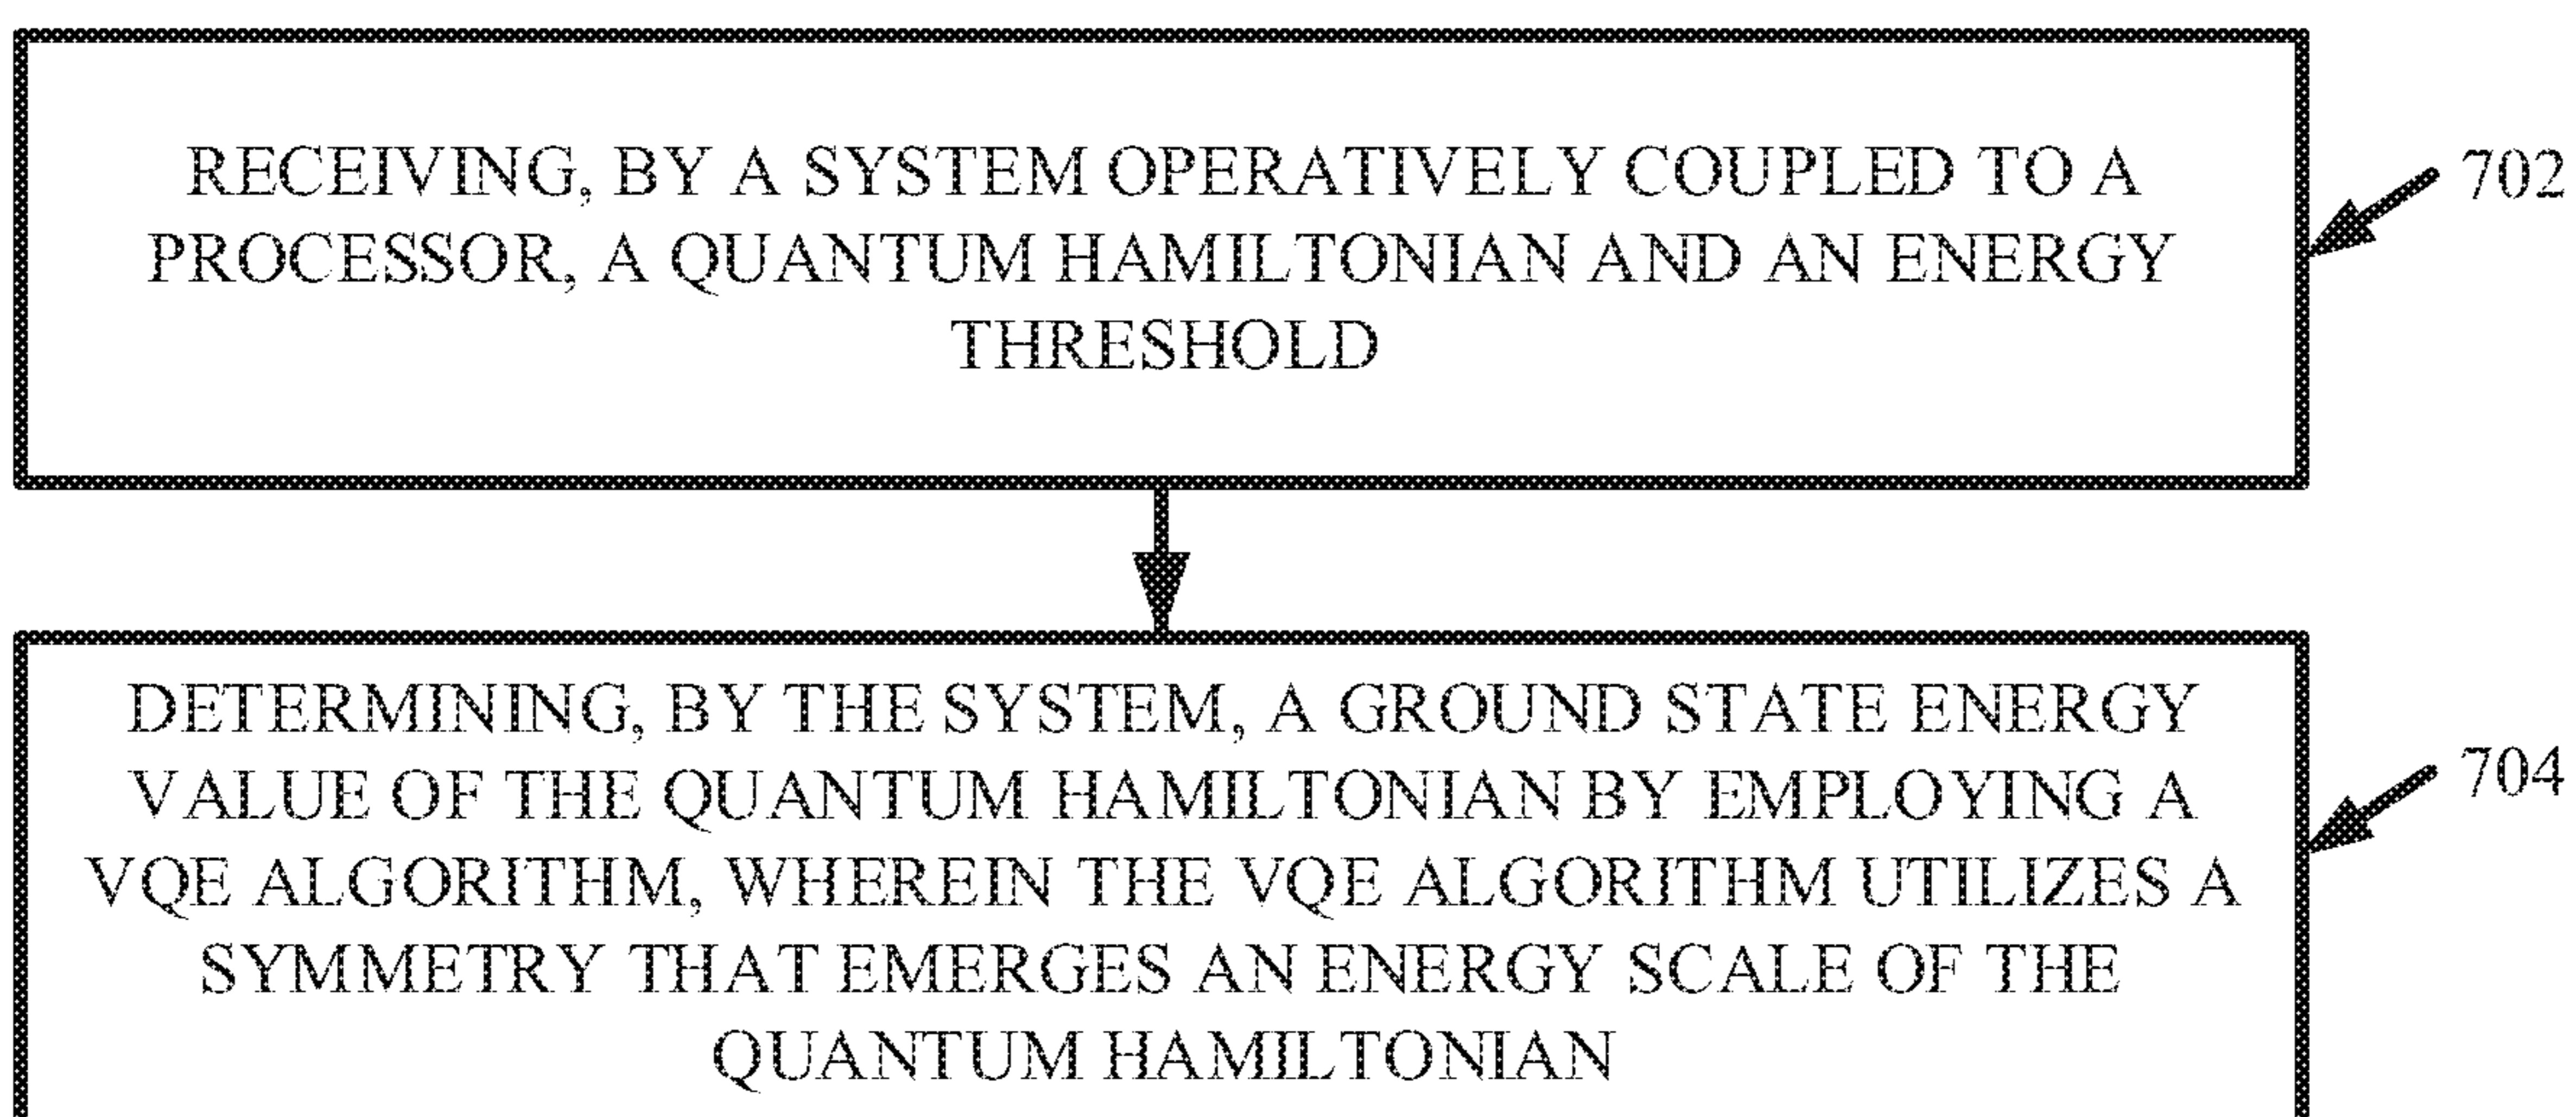 RECEIVING, BY A SYSTEM OPERATIVELY COUPLED TO A
PROCESSOR, A QUANTUM HAMILTONIAN AND AN ENERGY
THRESHOLD
702
DETERMINING, BY THE SYSTEM, A GROUND STATE ENERGY
VALUE OF THE QUANTUM HAMILTONIAN BY EMPLOYING A
VQE ALGORITHM, WHEREIN THE VQE ALGORITHM UTILIZES A
SYMMETRY THAT EMERGES AN ENERGY SCALE OF THE
QUANTUM HAMILTONIAN
704